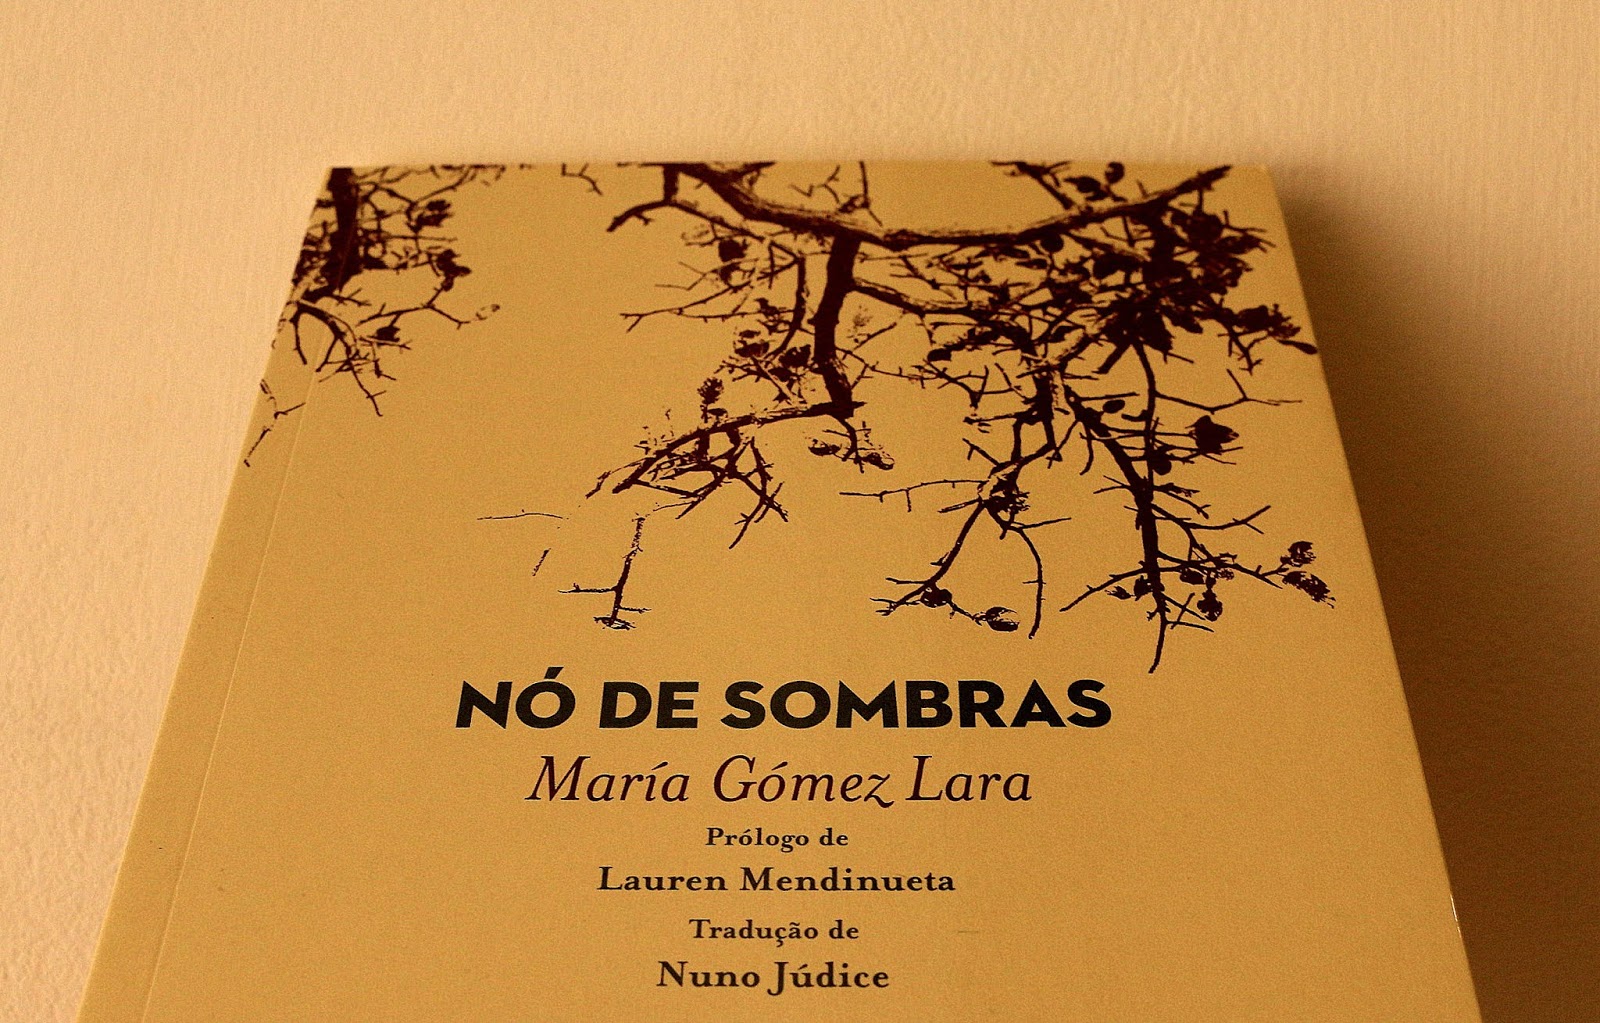 NÓ DE SOMBRAS
María Gómez Lara
Prólogo de
Lauren Mendinueta
Tradução de
Nuno Júdice